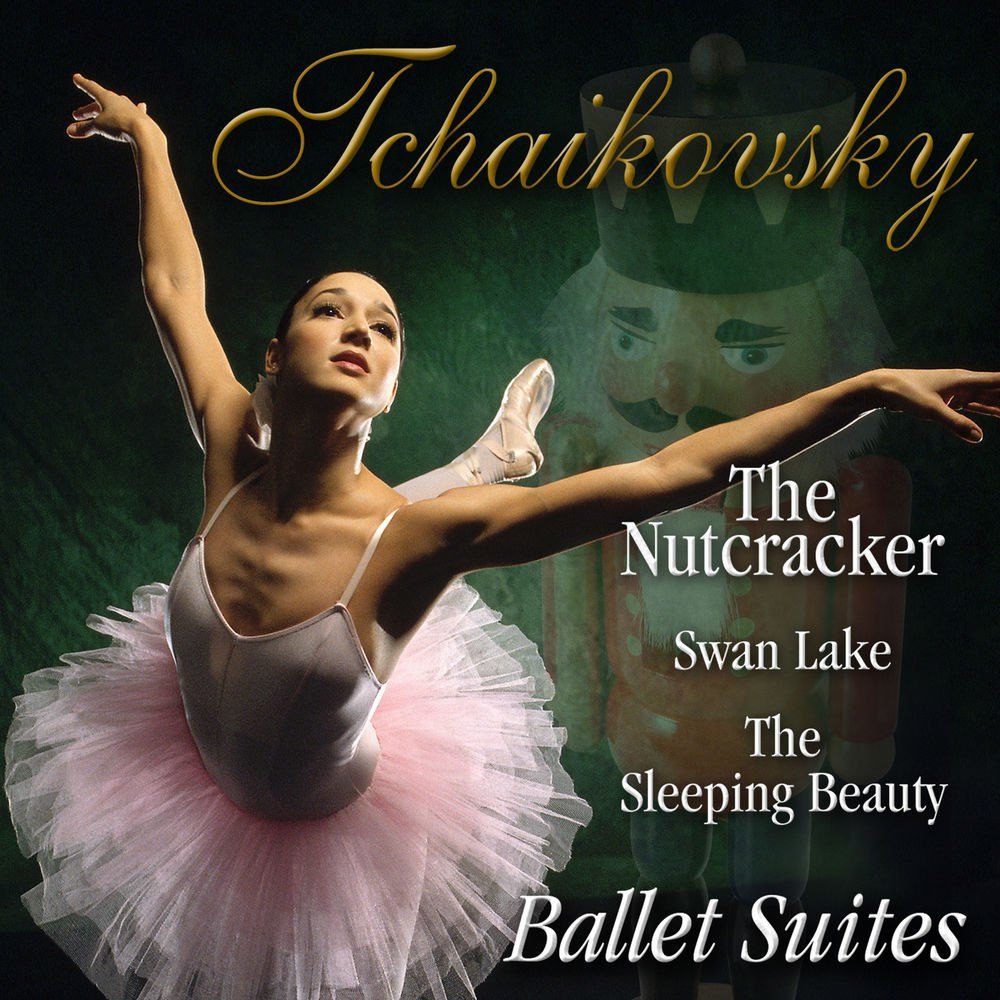 Tchaikovsky
The
Nutcracker
Swan Lake
The
Sleeping Beauty
Ballet Suites